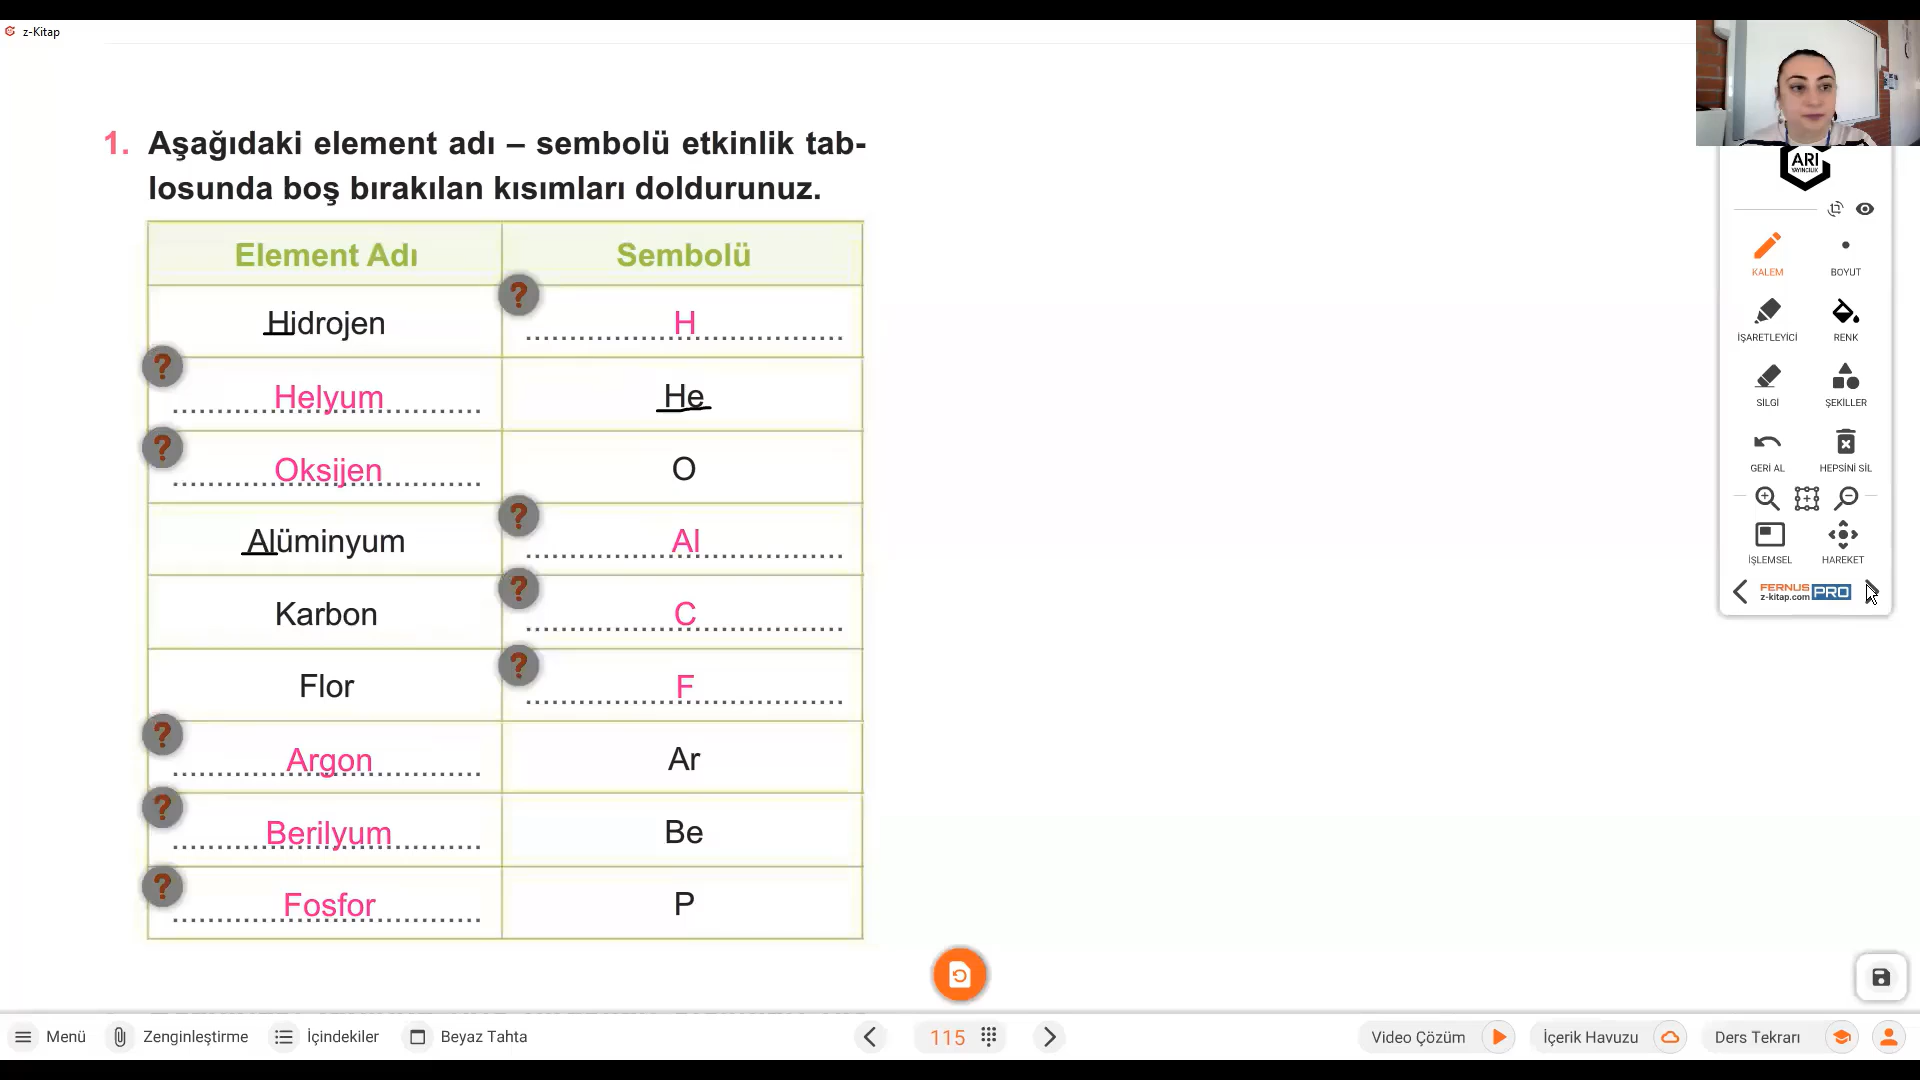 z-Kitap
1. Aşağıdaki element adı – sembolü etkinlik tab-
losunda boş bırakılan kısımları doldurunuz.
Element Adı Sembolü
Hidrojen ? H
? Helyum He
? Oksijen O
Alüminyum ? Al
Karbon ? C
Flor ? F
? Argon Ar
? Berilyum Be
? Fosfor P
ARI
YAYINCILIK
KALEM BOYUT
İŞARETLEYİCİ RENK
SİLGİ ŞEKİLLER
GERİ AL HEPSİNİ SİL
İŞLEMSEL HAREKET
FERNUS
z-kitap.com PRO
Menü Zenginleştirme İçindekiler Beyaz Tahta 115 Video Çözüm İçerik Havuzu Ders Tekrarı